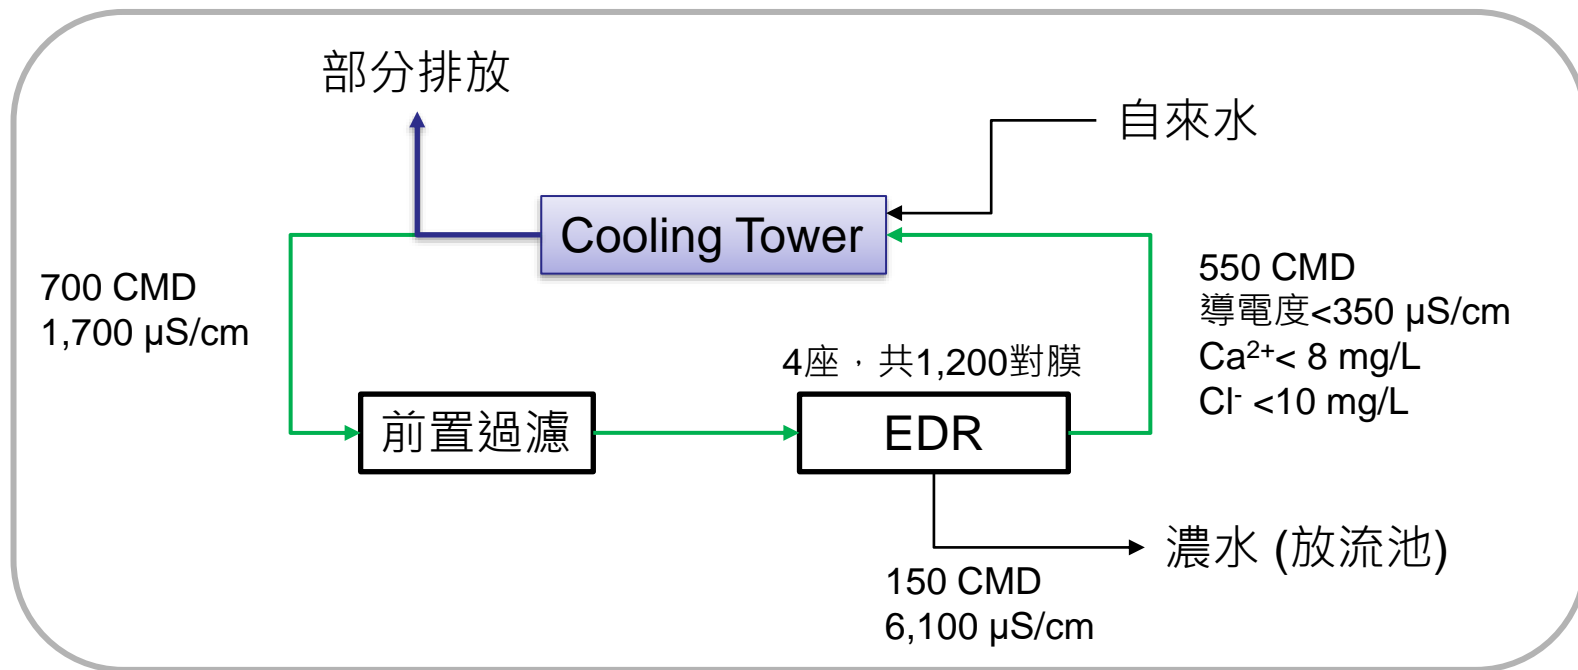 部分排放
自來水
Cooling Tower
700 CMD
1,700 µS/cm
550 CMD
導電度<350 µS/cm
Ca²⁺< 8 mg/L
Cl⁻ <10 mg/L
4座，共1,200對膜
前置過濾
EDR
濃水 (放流池)
150 CMD
6,100 µS/cm